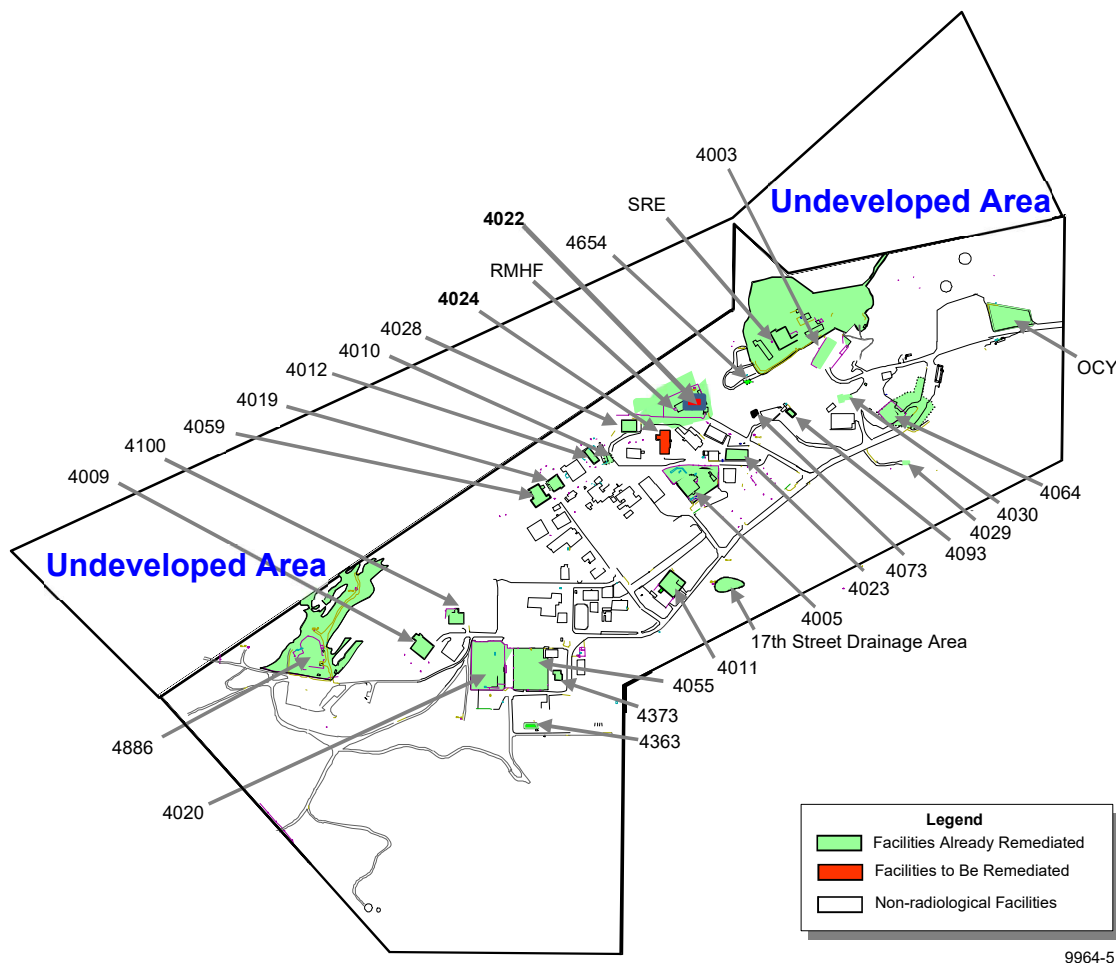 4003
Undeveloped Area
SRE
4022
4654
RMHF
4024
4028
4010
4012
4019
4059
4100
4009
OCY
4064
4030
4029
4093
4073
4023
4005
17th Street Drainage Area
4011
4055
4373
4363
Undeveloped Area
4886
4020
Legend
Facilities Already Remediated
Facilities to Be Remediated
Non-radiological Facilities
9964-5